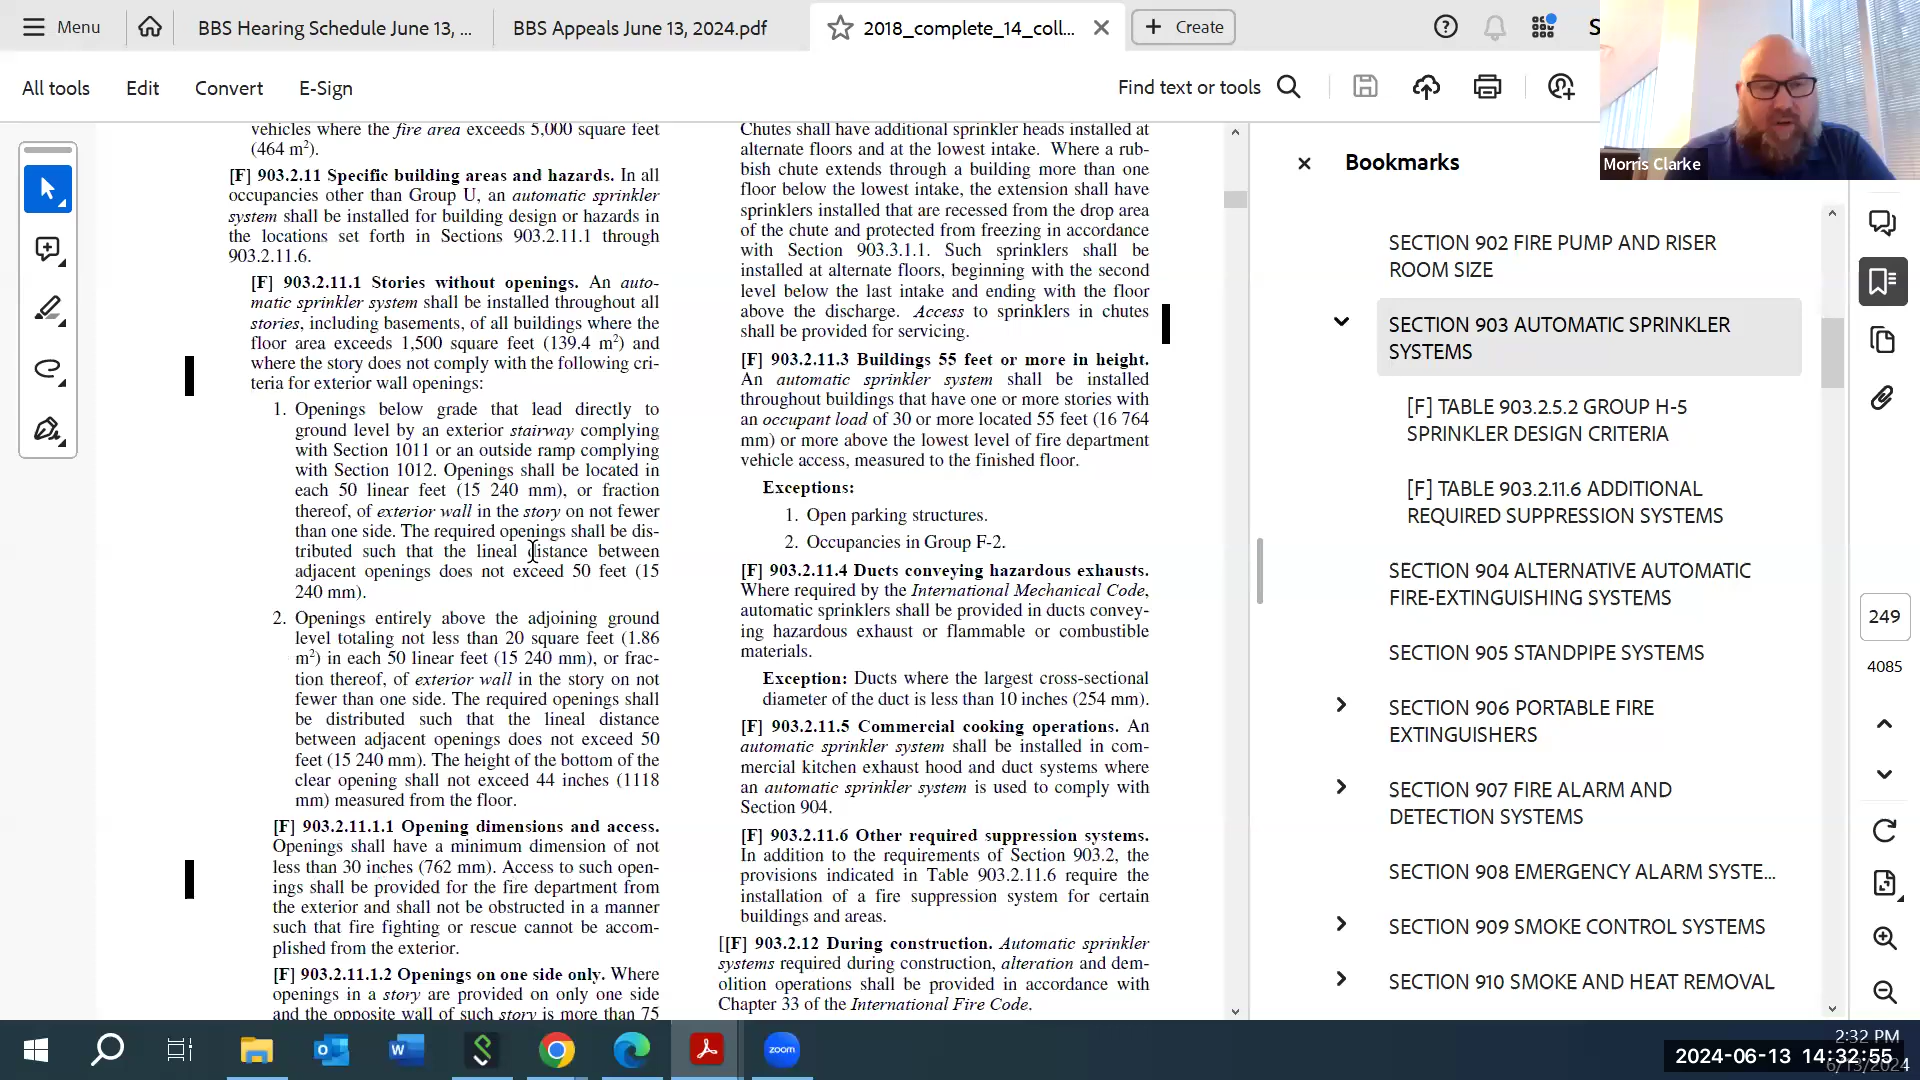 Menu
BBS Hearing Schedule June 13, ...
BBS Appeals June 13, 2024.pdf
2018_complete_14_coll...
Create
All tools
Edit
Convert
E-Sign
Find text or tools
Morris Clarke
vehicles where the fire area exceeds 5,000 square feet
(464 m²).
[F] 903.2.11 Specific building areas and hazards. In all
occupancies other than Group U, an automatic sprinkler
system shall be installed for building design or hazards in
the locations set forth in Sections 903.2.11.1 through
903.2.11.6.
[F] 903.2.11.1 Stories without openings. An auto-
matic sprinkler system shall be installed throughout all
stories, including basements, of all buildings where the
floor area exceeds 1,500 square feet (139.4 m²) and
where the story does not comply with the following cri-
teria for exterior wall openings:
1. Openings below grade that lead directly to
ground level by an exterior stairway complying
with Section 1011 or an outside ramp complying
with Section 1012. Openings shall be located in
each 50 linear feet (15 240 mm), or fraction
thereof, of exterior wall in the story on not fewer
than one side. The required openings shall be dis-
tributed such that the lineal distance between
adjacent openings does not exceed 50 feet (15
240 mm).
2. Openings entirely above the adjoining ground
level totaling not less than 20 square feet (1.86
m²) in each 50 linear feet (15 240 mm), or frac-
tion thereof, of exterior wall in the story on not
fewer than one side. The required openings shall
be distributed such that the lineal distance
between adjacent openings does not exceed 50
feet (15 240 mm). The height of the bottom of the
clear opening shall not exceed 44 inches (1118
mm) measured from the floor.
[F] 903.2.11.1.1 Opening dimensions and access.
Openings shall have a minimum dimension of not
less than 30 inches (762 mm). Access to such open-
ings shall be provided for the fire department from
the exterior and shall not be obstructed in a manner
such that fire fighting or rescue cannot be accom-
plished from the exterior.
[F] 903.2.11.1.2 Openings on one side only. Where
openings in a story are provided on only one side
and the opposite wall of such story is more than 75
Chutes shall have additional sprinkler heads installed at
alternate floors and at the lowest intake. Where a rub-
bish chute extends through a building more than one
floor below the lowest intake, the extension shall have
sprinklers installed that are recessed from the drop area
of the chute and protected from freezing in accordance
with Section 903.3.1.1. Such sprinklers shall be
installed at alternate floors, beginning with the second
level below the last intake and ending with the floor
above the discharge. Access to sprinklers in chutes
shall be provided for servicing.
[F] 903.2.11.3 Buildings 55 feet or more in height.
An automatic sprinkler system shall be installed
throughout buildings that have one or more stories with
an occupant load of 30 or more located 55 feet (16 764
mm) or more above the lowest level of fire department
vehicle access, measured to the finished floor.
Exceptions:
1. Open parking structures.
2. Occupancies in Group F-2.
[F] 903.2.11.4 Ducts conveying hazardous exhausts.
Where required by the International Mechanical Code,
automatic sprinklers shall be provided in ducts convey-
ing hazardous exhaust or flammable or combustible
materials.
Exception: Ducts where the largest cross-sectional
diameter of the duct is less than 10 inches (254 mm).
[F] 903.2.11.5 Commercial cooking operations. An
automatic sprinkler system shall be installed in com-
mercial kitchen exhaust hood and duct systems where
an automatic sprinkler system is used to comply with
Section 904.
[F] 903.2.11.6 Other required suppression systems.
In addition to the requirements of Section 903.2, the
provisions indicated in Table 903.2.11.6 require the
installation of a fire suppression system for certain
buildings and areas.
[[F] 903.2.12 During construction. Automatic sprinkler
systems required during construction, alteration and dem-
olition operations shall be provided in accordance with
Chapter 33 of the International Fire Code.
Bookmarks
SECTION 902 FIRE PUMP AND RISER
ROOM SIZE
SECTION 903 AUTOMATIC SPRINKLER
SYSTEMS
[F] TABLE 903.2.5.2 GROUP H-5
SPRINKLER DESIGN CRITERIA
[F] TABLE 903.2.11.6 ADDITIONAL
REQUIRED SUPPRESSION SYSTEMS
SECTION 904 ALTERNATIVE AUTOMATIC
FIRE-EXTINGUISHING SYSTEMS
SECTION 905 STANDPIPE SYSTEMS
SECTION 906 PORTABLE FIRE
EXTINGUISHERS
SECTION 907 FIRE ALARM AND
DETECTION SYSTEMS
SECTION 908 EMERGENCY ALARM SYSTE...
SECTION 909 SMOKE CONTROL SYSTEMS
SECTION 910 SMOKE AND HEAT REMOVAL
249
4085
zoom
2:32 PM
2024-06-13 14:32:55
6/13/2024